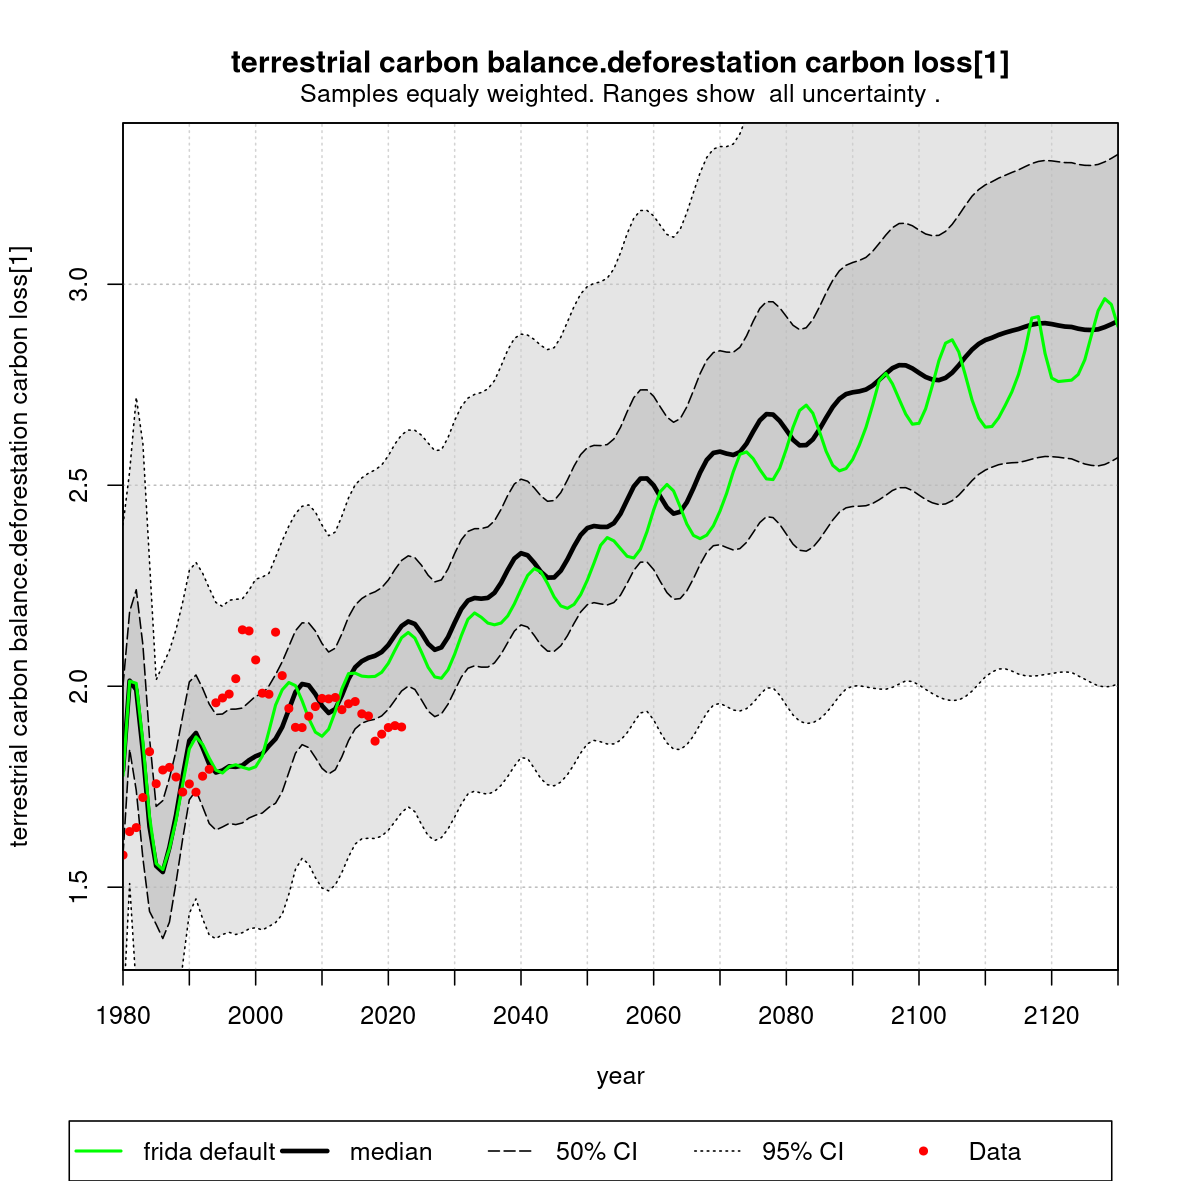 terrestrial carbon balance.deforestation carbon loss[1]
Samples equaly weighted. Ranges show  all uncertainty .
terrestrial carbon balance.deforestation carbon loss[1]
3.0
2.5
2.0
1.5
1980 2000 2020 2040 2060 2080 2100 2120
year
frida default median 50% CI 95% CI Data